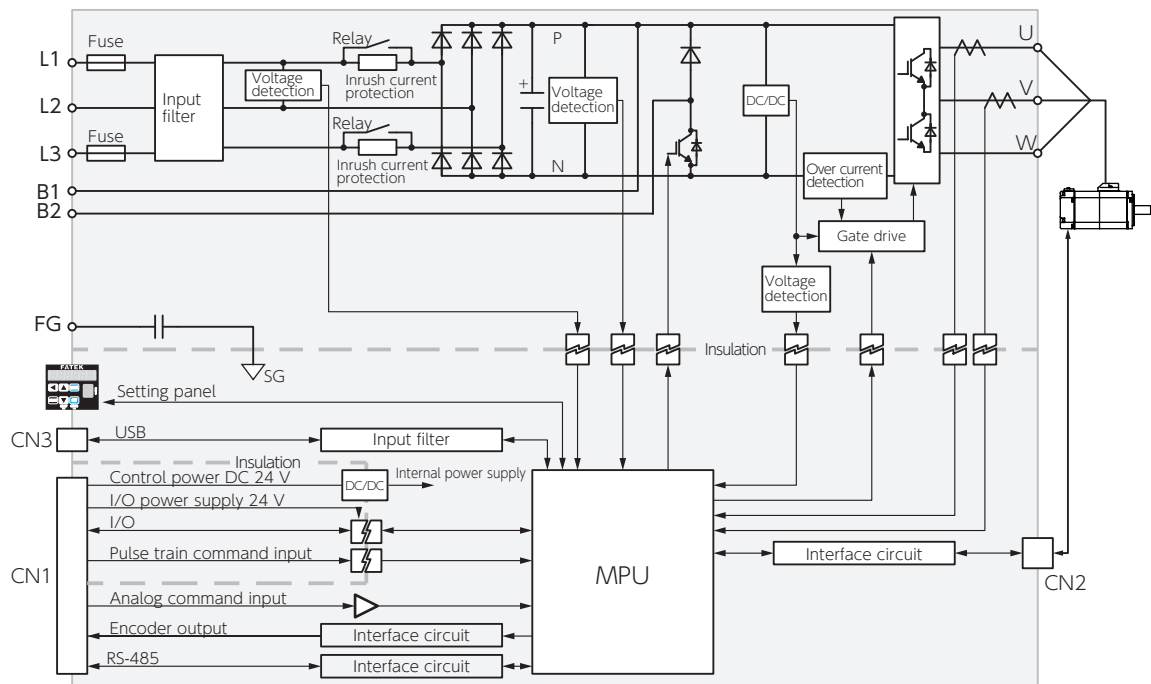 Fuse
Relay
P
U
L1
Voltage
detection
Inrush current
protection
Input
filter
+
Voltage
detection
DC/DC
V
L2
Relay
Fuse
W
L3
Inrush current
protection
N
Over current
detection
B1
B2
Gate drive
Voltage
detection
FG
Insulation
SG
FATEK
Setting panel
CN3
USB
Input filter
Insulation
Control power DC 24 V
DC/DC
Internal power supply
I/O power supply 24 V
I/O
Pulse train command input
MPU
Interface circuit
CN2
CN1
Analog command input
Encoder output
Interface circuit
RS-485
Interface circuit